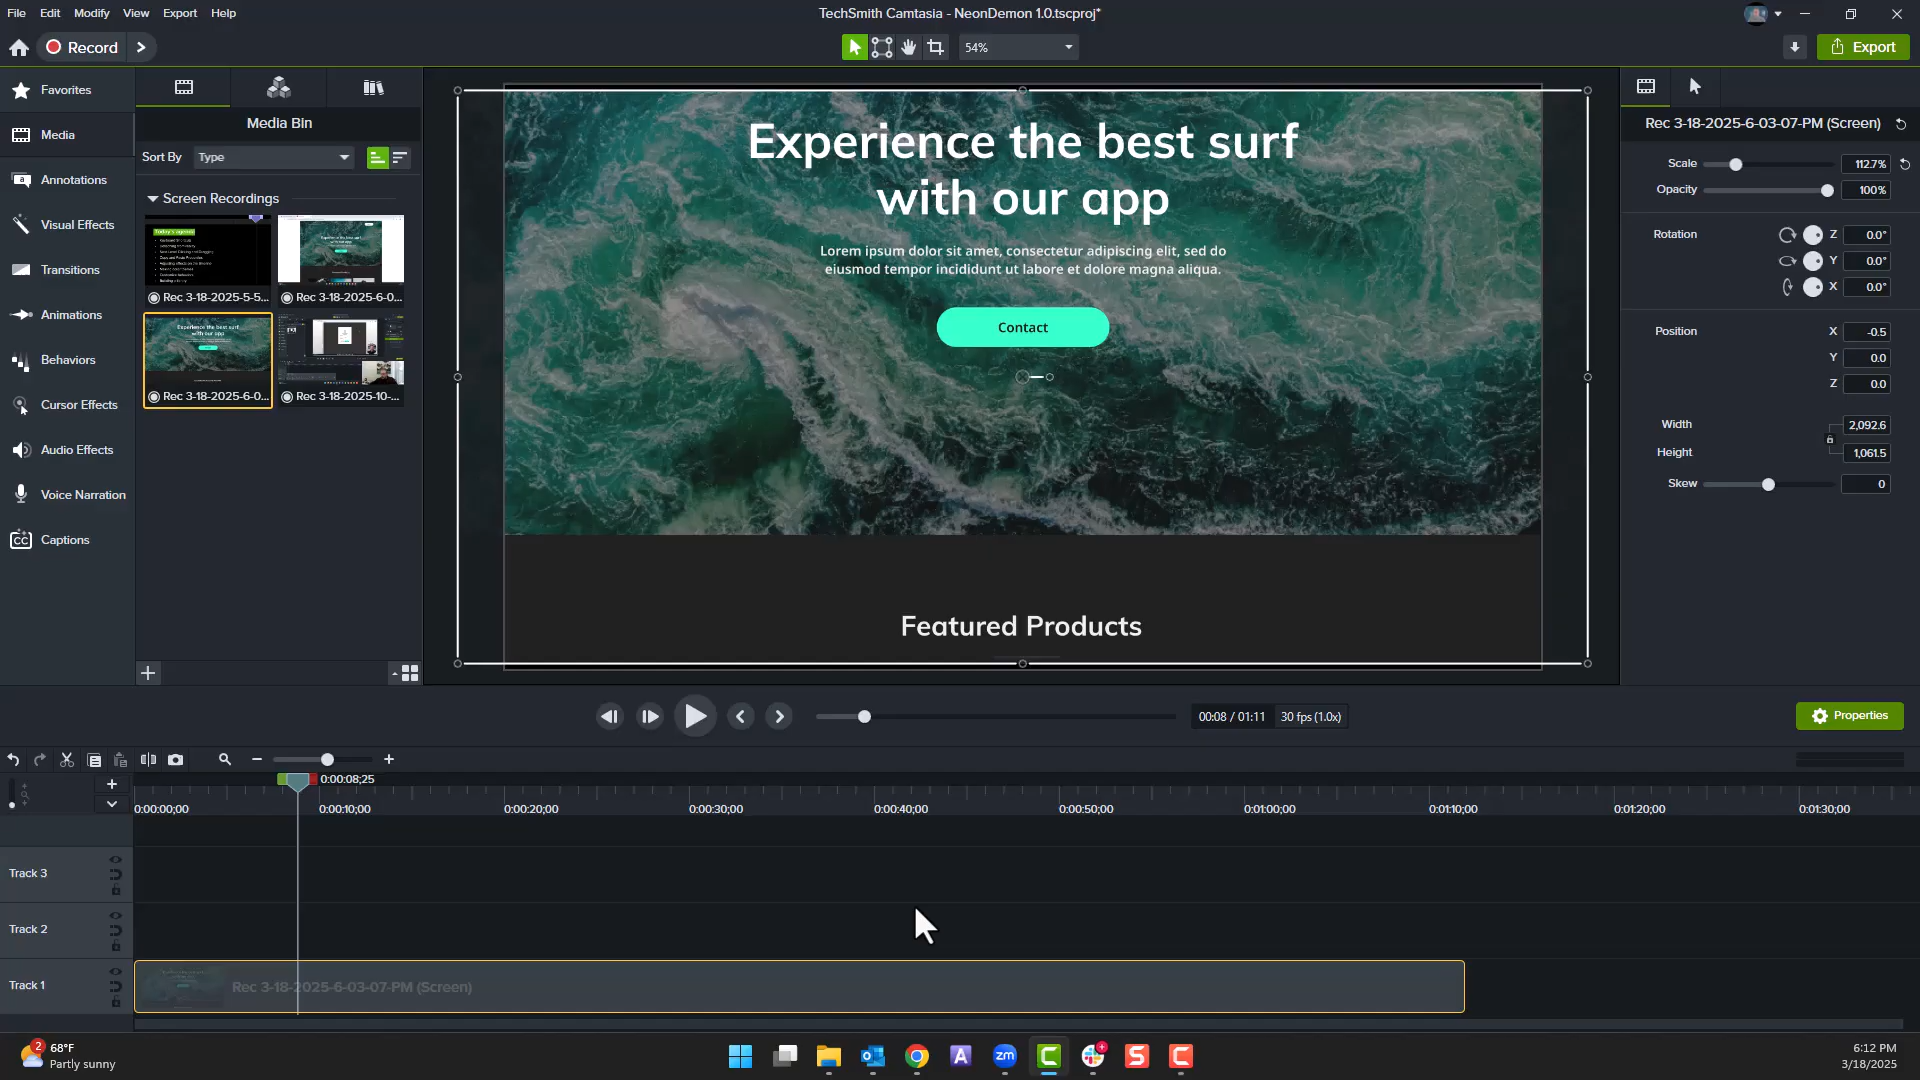 File Edit Modify View Export Help
TechSmith Camtasia - NeonDemon 1.0.tscproj*
Record
54%
Export
Favorites
Media
Annotations
Visual Effects
Transitions
Animations
Behaviors
Cursor Effects
Audio Effects
Voice Narration
Captions
Media Bin
Sort By Type
Screen Recordings
Today's agenda
Rec 3-18-2025-5-5...
Rec 3-18-2025-6-0...
Rec 3-18-2025-6-0...
Rec 3-18-2025-10-...
Experience the best surf
with our app
Lorem ipsum dolor sit amet, consectetur adipiscing elit, sed do
eiusmod tempor incididunt ut labore et dolore magna aliqua.
Contact
Featured Products
Rec 3-18-2025-6-03-07-PM (Screen)
Scale 112.7%
Opacity 100%
Rotation Z 0.0°
Y 0.0°
X 0.0°
Position X -0.5
Y 0.0
Z 0.0
Width 2,092.6
Height 1,061.5
Skew 0
00:08 / 01:11 30 fps (1.0x)
Properties
0:00:08;25
0:00:00;00 0:00:10;00 0:00:20;00 0:00:30;00 0:00:40;00 0:00:50;00 0:01:00;00 0:01:10;00 0:01:20;00 0:01:30;00
Track 3
Track 2
Track 1
Rec 3-18-2025-6-03-07-PM (Screen)
2
68°F
Partly sunny
zm
6:12 PM
3/18/2025